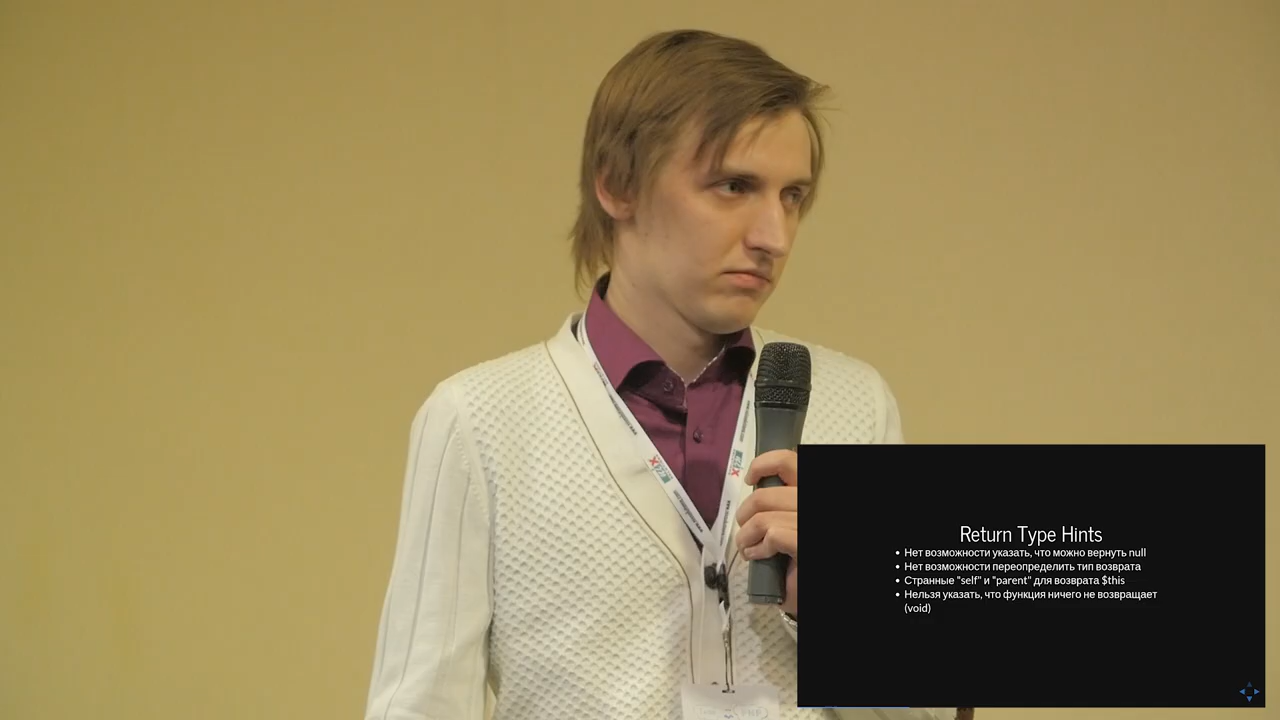 Return Type Hints
• Нет возможности указать, что можно вернуть null
• Нет возможности переопределить тип возврата
• Странные "self" и "parent" для возврата $this
• Нельзя указать, что функция ничего не возвращает
(void)